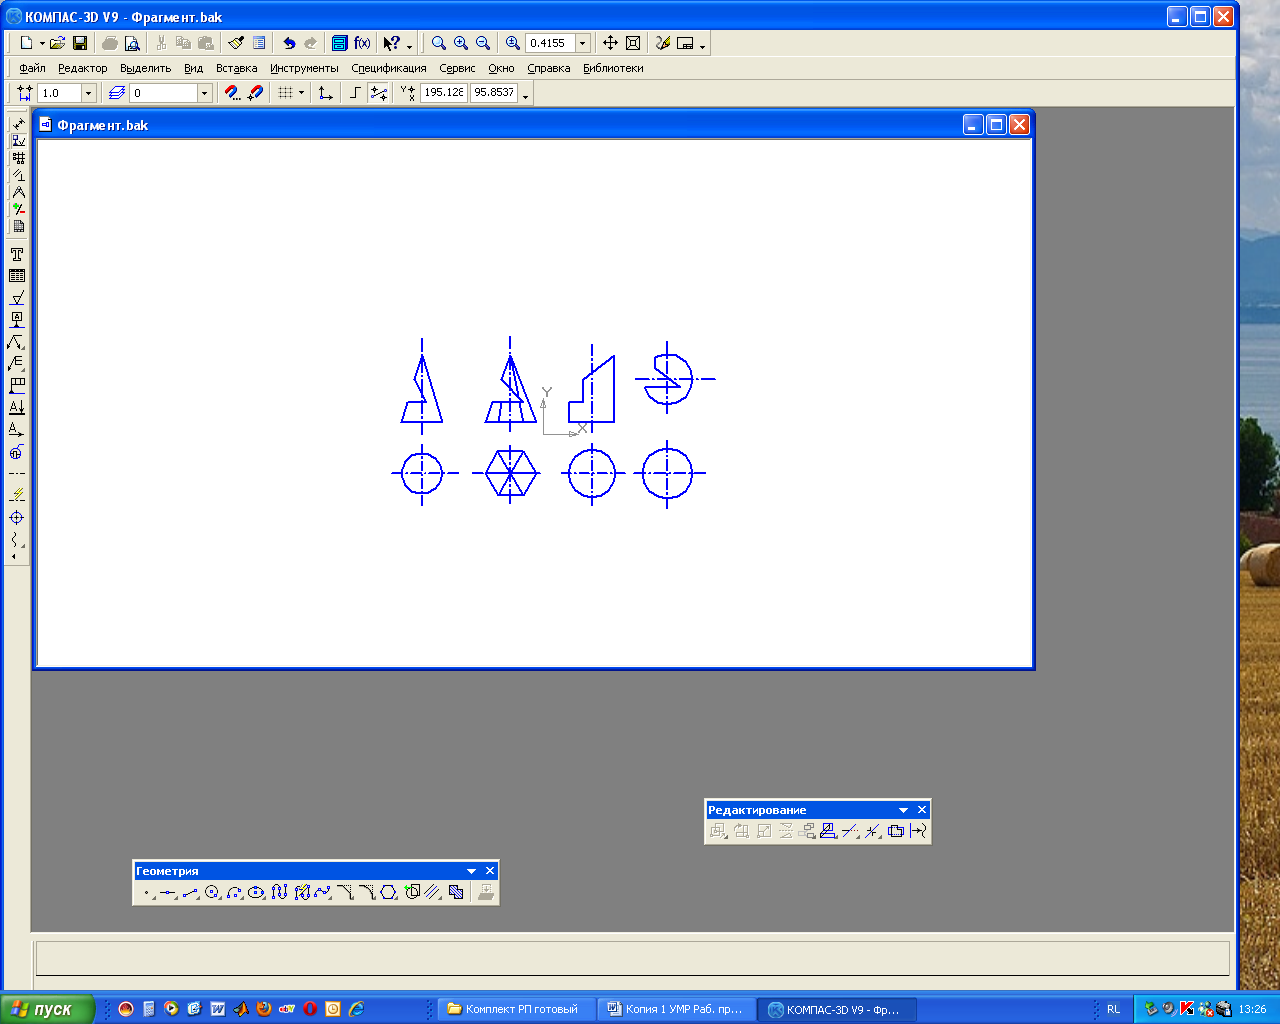 КОМПАС-3D V9 - Фрагмент.bak
f(x) ? 0.4155
Файл Редактор Выделить Вид Вставка Инструменты Спецификация Сервис Окно Справка Библиотеки
1.0 0 Y X 195.128 95.8537
Фрагмент.bak
Y
X
Редактирование
Геометрия
пуск Комплект РП готовый Копия 1 УМР Раб. пр... КОМПАС-3D V9 - Фр... RL 13:26